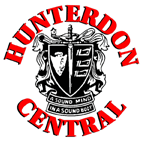 HUNTERDON
A SOUND MIND
IN A SOUND BODY
CENTRAL